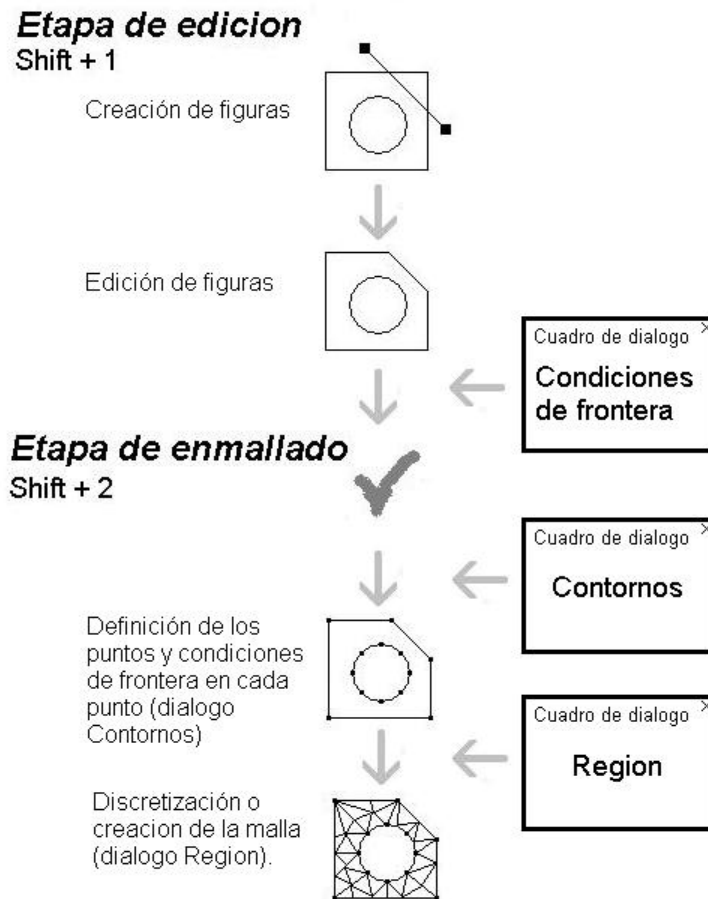 Etapa de edicion
Shift + 1
Creación de figuras
Edición de figuras
Cuadro de dialogo
Condiciones
de frontera
Etapa de enmallado
Shift + 2
Cuadro de dialogo
Contornos
Definición de los
puntos y condiciones
de frontera en cada
punto (dialogo
Contornos)
Cuadro de dialogo
Region
Discretización o
creacion de la malla
(dialogo Region).